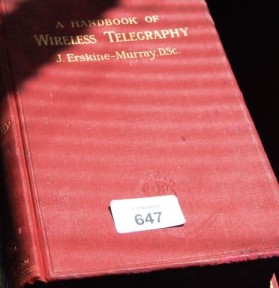 A HANDBOOK OF
WIRELESS TELEGRAPHY
J. Erskine-Murray, D.Sc.
647